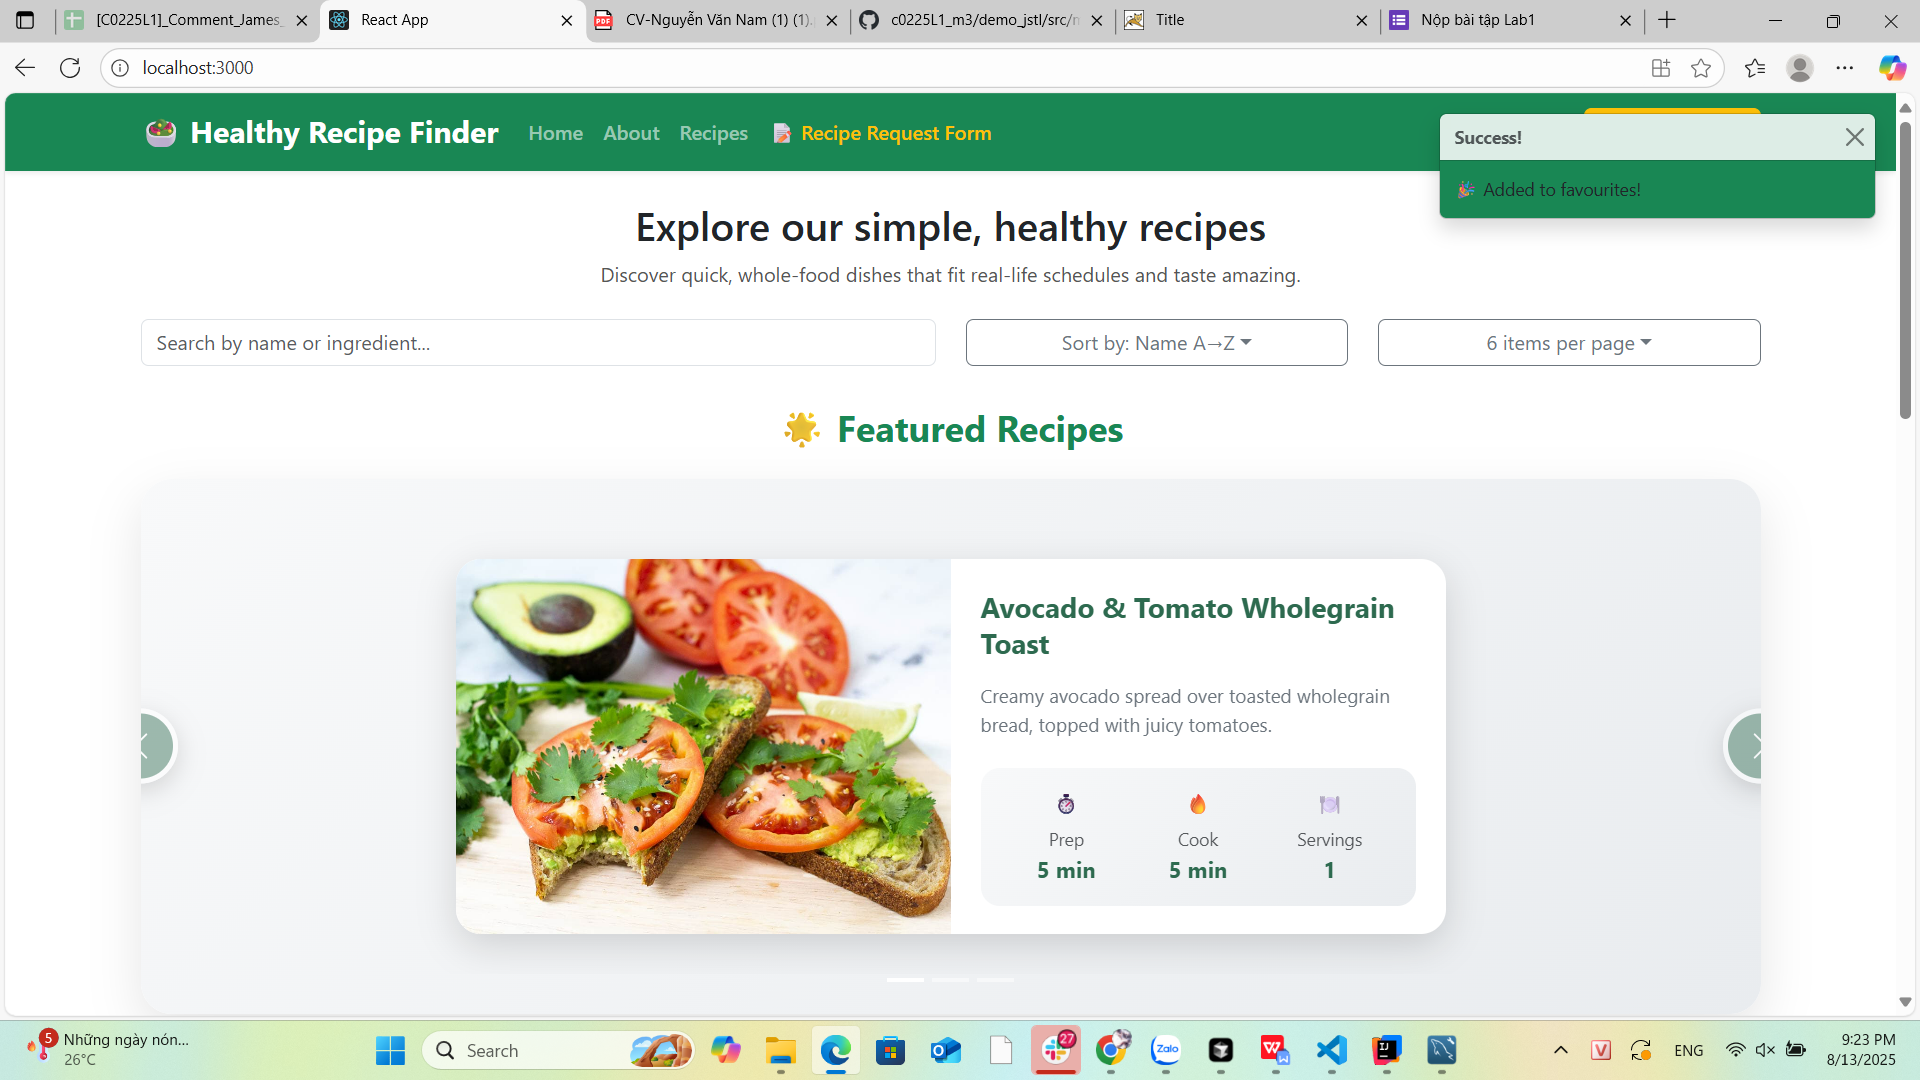 [C0225L1]_Comment_James_
React App
CV-Nguyễn Văn Nam (1) (1).
c0225L1_m3/demo_jstl/src/m
Title
Nộp bài tập Lab1
localhost:3000
Healthy Recipe Finder
Home
About
Recipes
Recipe Request Form
Success!
Added to favourites!
Explore our simple, healthy recipes
Discover quick, whole-food dishes that fit real-life schedules and taste amazing.
Search by name or ingredient...
Sort by: Name A→Z
6 items per page
Featured Recipes
Avocado & Tomato Wholegrain
Toast
Creamy avocado spread over toasted wholegrain
bread, topped with juicy tomatoes.
Prep
Cook
Servings
5 min
5 min
1
5
Những ngày nón...
26°C
Search
27
Zalo
ENG
9:23 PM
8/13/2025